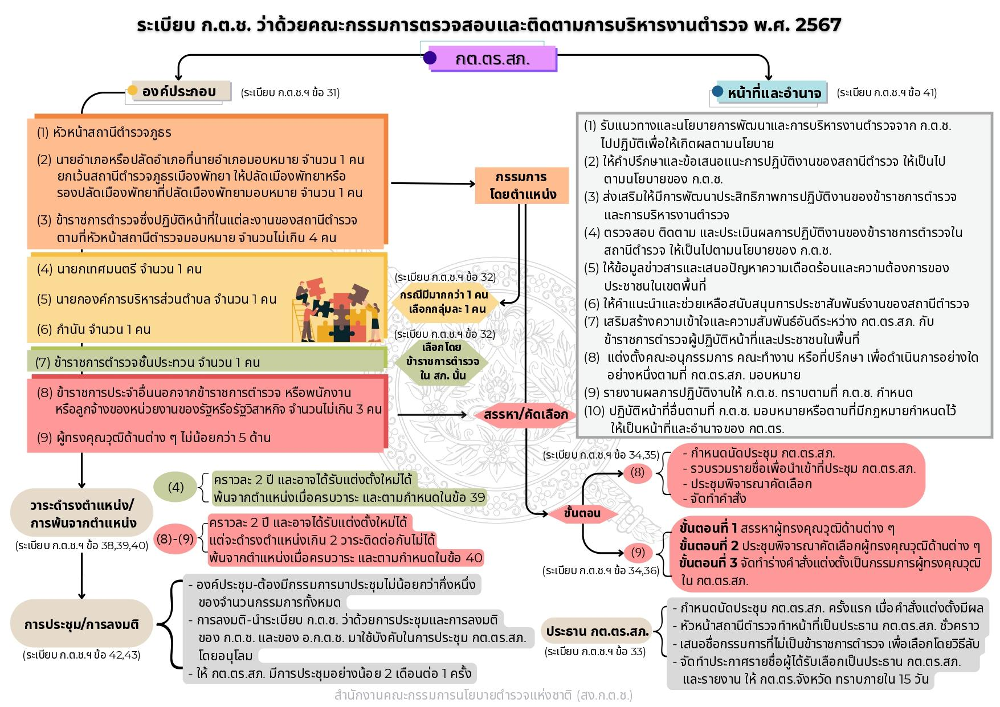 ระเบียบ ก.ต.ช. ว่าด้วยคณะกรรมการตรวจสอบและติดตามการบริหารงานตำรวจ พ.ศ. 2567
กต.ตร.สภ.
องค์ประกอบ
(ระเบียบ ก.ต.ช.ฯ ข้อ 31)
(1) หัวหน้าสถานีตำรวจภูธร
(2) นายอำเภอหรือปลัดอำเภอที่นายอำเภอมอบหมาย จำนวน 1 คน
ยกเว้นสถานีตำรวจภูธรเมืองพัทยา ให้ปลัดเมืองพัทยาหรือ
รองปลัดเมืองพัทยาที่ปลัดเมืองพัทยามอบหมาย จำนวน 1 คน
(3) ข้าราชการตำรวจซึ่งปฏิบัติหน้าที่ในแต่ละงานของสถานีตำรวจ
ตามที่หัวหน้าสถานีตำรวจมอบหมาย จำนวนไม่เกิน 4 คน
(4) นายกเทศมนตรี จำนวน 1 คน
(5) นายกองค์การบริหารส่วนตำบล จำนวน 1 คน
(6) กำนัน จำนวน 1 คน
(7) ข้าราชการตำรวจชั้นประทวน จำนวน 1 คน
(8) ข้าราชการประจำอื่นนอกจากข้าราชการตำรวจ หรือพนักงาน
หรือลูกจ้างของหน่วยงานของรัฐหรือรัฐวิสาหกิจ จำนวนไม่เกิน 3 คน
(9) ผู้ทรงคุณวุฒิด้านต่าง ๆ ไม่น้อยกว่า 5 ด้าน
กรรมการ
โดยตำแหน่ง
(ระเบียบ ก.ต.ช.ฯ ข้อ 32)
กรณีมีมากกว่า 1 คน
เลือกกลุ่มละ 1 คน
(ระเบียบ ก.ต.ช.ฯ ข้อ 32)
เลือกโดย
ข้าราชการตำรวจ
ใน สภ. นั้น
สรรหา/คัดเลือก
หน้าที่และอำนาจ
(ระเบียบ ก.ต.ช.ฯ ข้อ 41)
(1) รับแนวทางและนโยบายการพัฒนาและการบริหารงานตำรวจจาก ก.ต.ช.
ไปปฏิบัติเพื่อให้เกิดผลตามนโยบาย
(2) ให้คำปรึกษาและข้อเสนอแนะการปฏิบัติงานของสถานีตำรวจ ให้เป็นไป
ตามนโยบายของ ก.ต.ช.
(3) ส่งเสริมให้มีการพัฒนาประสิทธิภาพการปฏิบัติงานของข้าราชการตำรวจ
และการบริหารงานตำรวจ
(4) ตรวจสอบ ติดตาม และประเมินผลการปฏิบัติงานของข้าราชการตำรวจใน
สถานีตำรวจ ให้เป็นไปตามนโยบายของ ก.ต.ช.
(5) ให้ข้อมูลข่าวสารและเสนอปัญหาความเดือดร้อนและความต้องการของ
ประชาชนในเขตพื้นที่
(6) ให้คำแนะนำและช่วยเหลือสนับสนุนการประชาสัมพันธ์งานของสถานีตำรวจ
(7) เสริมสร้างความเข้าใจและความสัมพันธ์อันดีระหว่าง กต.ตร.สภ. กับ
ข้าราชการตำรวจผู้ปฏิบัติหน้าที่และประชาชนในพื้นที่
(8) แต่งตั้งคณะอนุกรรมการ คณะทำงาน หรือที่ปรึกษา เพื่อดำเนินการอย่างใด
อย่างหนึ่งตามที่ กต.ตร.สภ. มอบหมาย
(9) รายงานผลการปฏิบัติงานให้ ก.ต.ช. ทราบตามที่ ก.ต.ช. กำหนด
(10) ปฏิบัติหน้าที่อื่นตามที่ ก.ต.ช. มอบหมายหรือตามที่มีกฎหมายกำหนดไว้
ให้เป็นหน้าที่และอำนาจของ กต.ตร.
วาระดำรงตำแหน่ง/
การพ้นจากตำแหน่ง
(ระเบียบ ก.ต.ช.ฯ ข้อ 38,39,40)
(4)
คราวละ 2 ปี และอาจได้รับแต่งตั้งใหม่ได้
พ้นจากตำแหน่งเมื่อครบวาระ และตามกำหนดในข้อ 39
(8)-(9)
คราวละ 2 ปี และอาจได้รับแต่งตั้งใหม่ได้
แต่จะดำรงตำแหน่งเกิน 2 วาระติดต่อกันไม่ได้
พ้นจากตำแหน่งเมื่อครบวาระ และตามกำหนดในข้อ 40
ขั้นตอน
(ระเบียบ ก.ต.ช.ฯ ข้อ 34,35)
(8)
- กำหนดนัดประชุม กต.ตร.สภ.
- รวบรวมรายชื่อเพื่อนำเข้าที่ประชุม กต.ตร.สภ.
- ประชุมพิจารณาคัดเลือก
- จัดทำคำสั่ง
(9)
(ระเบียบ ก.ต.ช.ฯ ข้อ 34,36)
ขั้นตอนที่ 1 สรรหาผู้ทรงคุณวุฒิด้านต่าง ๆ
ขั้นตอนที่ 2 ประชุมพิจารณาคัดเลือกผู้ทรงคุณวุฒิด้านต่าง ๆ
ขั้นตอนที่ 3 จัดทำร่างคำสั่งแต่งตั้งเป็นกรรมการผู้ทรงคุณวุฒิ
ใน กต.ตร.สภ.
การประชุม/การลงมติ
(ระเบียบ ก.ต.ช.ฯ ข้อ 42,43)
- องค์ประชุม-ต้องมีกรรมการมาประชุมไม่น้อยกว่ากึ่งหนึ่ง
ของจำนวนกรรมการทั้งหมด
- การลงมติ-นำระเบียบ ก.ต.ช. ว่าด้วยการประชุมและการลงมติ
ของ ก.ต.ช. และของ อ.ก.ต.ช. มาใช้บังคับในการประชุม กต.ตร.สภ.
โดยอนุโลม
- ให้ กต.ตร.สภ. มีการประชุมอย่างน้อย 2 เดือนต่อ 1 ครั้ง
ประธาน กต.ตร.สภ.
(ระเบียบ ก.ต.ช.ฯ ข้อ 33)
- กำหนดนัดประชุม กต.ตร.สภ. ครั้งแรก เมื่อคำสั่งแต่งตั้งมีผล
- หัวหน้าสถานีตำรวจทำหน้าที่เป็นประธาน กต.ตร.สภ. ชั่วคราว
- เสนอชื่อกรรมการที่ไม่เป็นข้าราชการตำรวจ เพื่อเลือกโดยวิธีลับ
- จัดทำประกาศรายชื่อผู้ได้รับเลือกเป็นประธาน กต.ตร.สภ.
และรายงาน ให้ กต.ตร.จังหวัด ทราบภายใน 15 วัน
สำนักงานคณะกรรมการนโยบายตำรวจแห่งชาติ (สง.ก.ต.ช.)